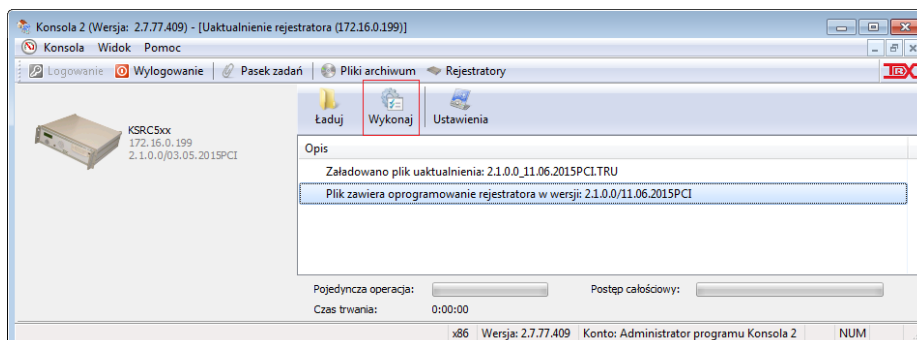 Konsola 2 (Wersja: 2.7.77.409) - [Uaktualnienie rejestratora (172.16.0.199)]
Konsola Widok Pomoc
Logowanie Wylogowanie Pasek zadań Pliki archiwum Rejestratory TRX
Ładuj Wykonaj Ustawienia
KSRC5xx
172.16.0.199
2.1.0.0/03.05.2015PCI
Opis
Załadowano plik uaktualnienia: 2.1.0.0_11.06.2015PCI.TRU
Plik zawiera oprogramowanie rejestratora w wersji: 2.1.0.0/11.06.2015PCI
Pojedyncza operacja: Postęp całościowy:
Czas trwania: 0:00:00
x86 Wersja: 2.7.77.409 Konto: Administrator programu Konsola 2 NUM